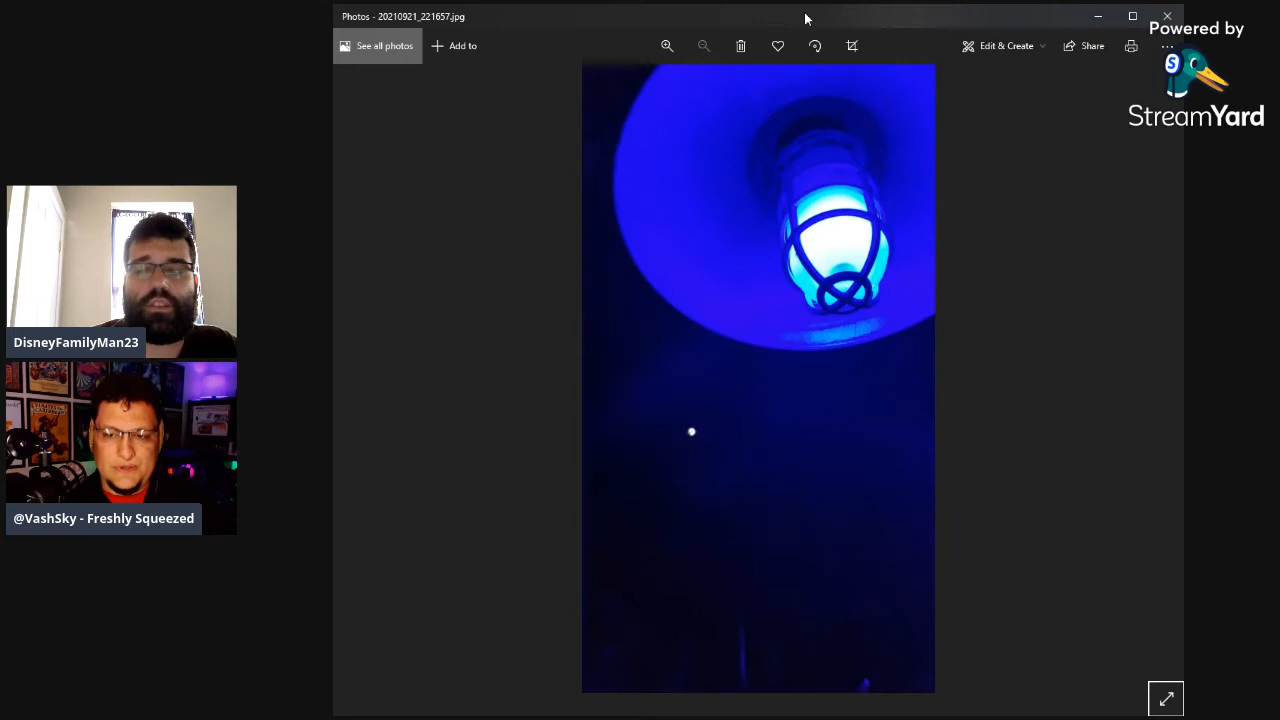 Photos - 20210921_221657.jpg
See all photos
Add to
Edit & Create
Share
Powered by
S
StreamYard
DisneyFamilyMan23
@VashSky - Freshly Squeezed